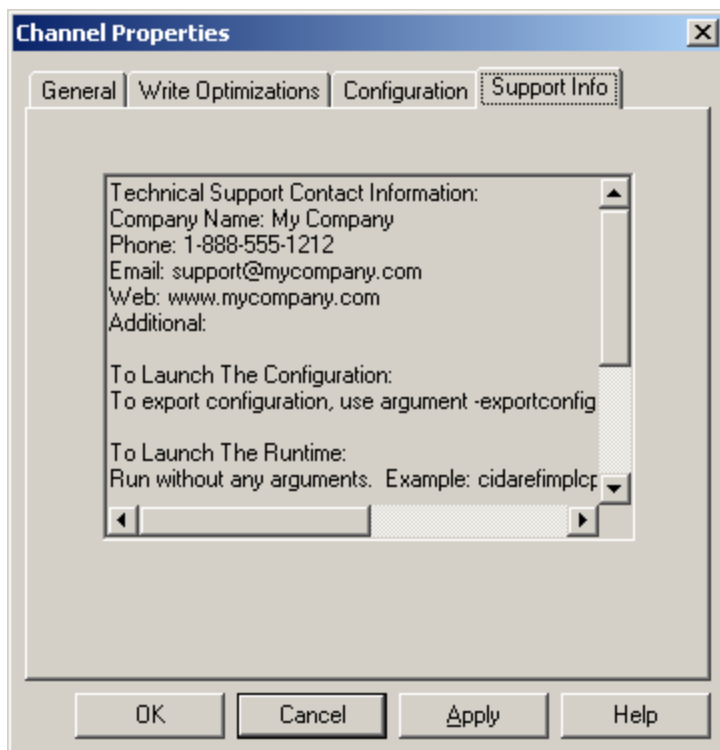 Channel Properties
General
Write Optimizations
Configuration
Support Info
Technical Support Contact Information:
Company Name: My Company
Phone: 1-888-555-1212
Email: support@mycompany.com
Web: www.mycompany.com
Additional:
To Launch The Configuration:
To export configuration, use argument -exportconfig
To Launch The Runtime:
Run without any arguments.  Example:
OK
Cancel
Apply
Help